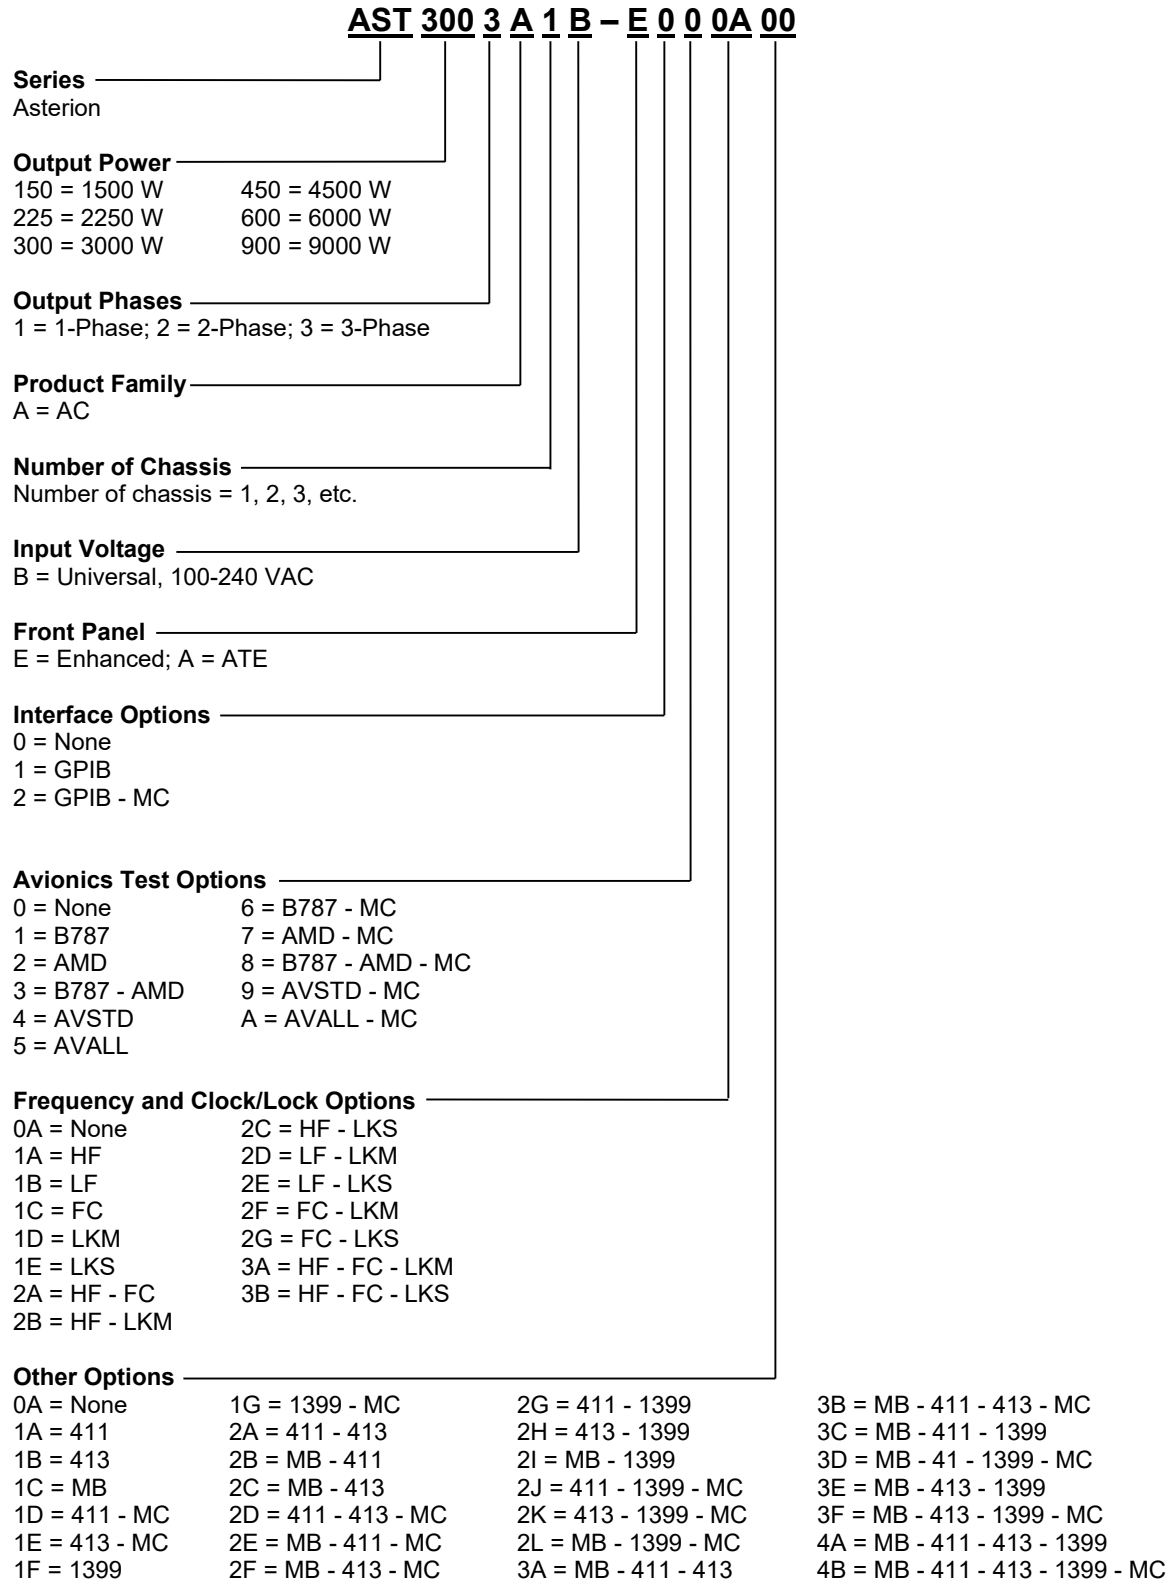 AST 300 3 A 1 B – E 0 0 0A 00
Series
Asterion
Output Power
150 = 1500 W 450 = 4500 W
225 = 2250 W 600 = 6000 W
300 = 3000 W 900 = 9000 W
Output Phases
1 = 1-Phase; 2 = 2-Phase; 3 = 3-Phase
Product Family
A = AC
Number of Chassis
Number of chassis = 1, 2, 3, etc.
Input Voltage
B = Universal, 100-240 VAC
Front Panel
E = Enhanced; A = ATE
Interface Options
0 = None
1 = GPIB
2 = GPIB - MC
Avionics Test Options
0 = None 6 = B787 - MC
1 = B787 7 = AMD - MC
2 = AMD 8 = B787 - AMD - MC
3 = B787 - AMD 9 = AVSTD - MC
4 = AVSTD A = AVALL - MC
5 = AVALL
Frequency and Clock/Lock Options
0A = None 2C = HF - LKS
1A = HF 2D = LF - LKM
1B = LF 2E = LF - LKS
1C = FC 2F = FC - LKM
1D = LKM 2G = FC - LKS
1E = LKS 3A = HF - FC - LKM
2A = HF - FC 3B = HF - FC - LKS
2B = HF - LKM
Other Options
0A = None 1G = 1399 - MC 2G = 411 - 1399 3B = MB - 411 - 413 - MC
1A = 411 2A = 411 - 413 2H = 413 - 1399 3C = MB - 411 - 1399
1B = 413 2B = MB - 411 2I = MB - 1399 3D = MB - 41 - 1399 - MC
1C = MB 2C = MB - 413 2J = 411 - 1399 - MC 3E = MB - 413 - 1399
1D = 411 - MC 2D = 411 - 413 - MC 2K = 413 - 1399 - MC 3F = MB - 413 - 1399 - MC
1E = 413 - MC 2E = MB - 411 - MC 2L = MB - 1399 - MC 4A = MB - 411 - 413 - 1399
1F = 1399 2F = MB - 413 - MC 3A = MB - 411 - 413 4B = MB - 411 - 413 - 1399 - MC